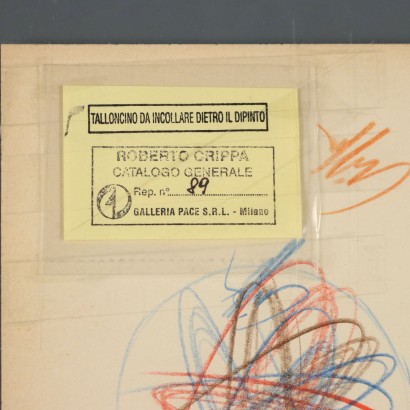 TALLONCINO DA INCOLLARE DIETRO IL DIPINTO
ROBERTO CRIPPA
CATALOGO GENERALE
Rep. n° 89
GALLERIA PACE S.R.L. - Milano